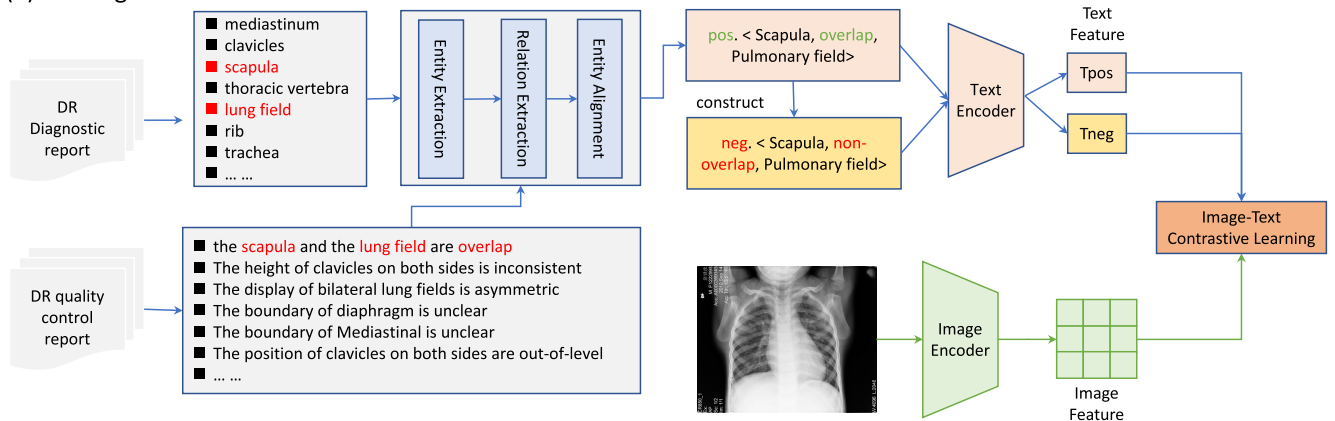 DR
Diagnostic
report
mediastinum
clavicles
scapula
thoracic vertebra
lung field
rib
trachea
... ...
Entity Extraction
Relation Extraction
Entity Alignment
pos. < Scapula, overlap,
Pulmonary field>
construct
neg. < Scapula, non-
overlap, Pulmonary field>
Text
Encoder
Text
Feature
Tpos
Tneg
Image-Text
Contrastive Learning
DR quality
control
report
the scapula and the lung field are overlap
The height of clavicles on both sides is inconsistent
The display of bilateral lung fields is asymmetric
The boundary of diaphragm is unclear
The boundary of Mediastinal is unclear
The position of clavicles on both sides are out-of-level
... ...
Image
Encoder
Image
Feature